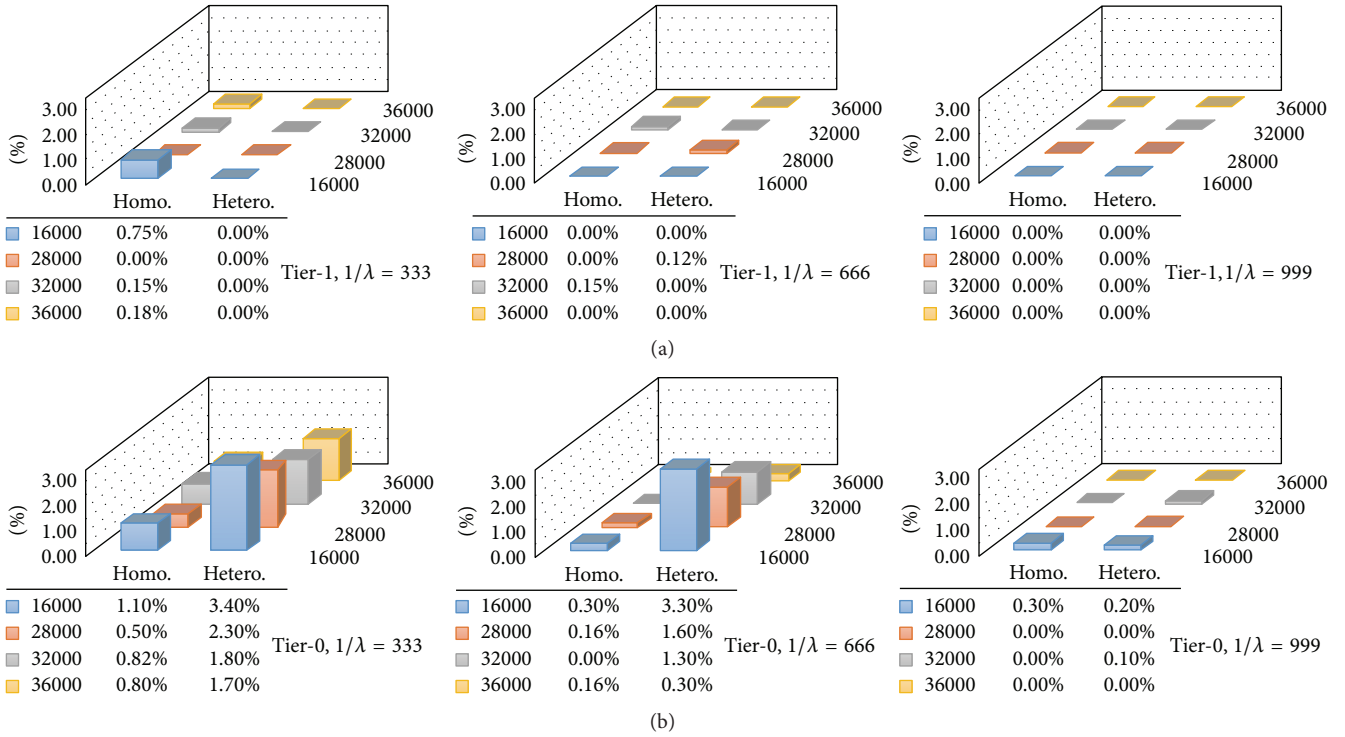 (%)
3.00
2.00
1.00
0.00
36000
32000
28000
16000
Homo. Hetero.
16000 0.75% 0.00%
28000 0.00% 0.00%
32000 0.15% 0.00%
36000 0.18% 0.00%
Tier-1, 1/λ = 333
(%)
3.00
2.00
1.00
0.00
36000
32000
28000
16000
Homo. Hetero.
16000 0.00% 0.00%
28000 0.00% 0.12%
32000 0.15% 0.00%
36000 0.00% 0.00%
Tier-1, 1/λ = 666
(%)
3.00
2.00
1.00
0.00
36000
32000
28000
16000
Homo. Hetero.
16000 0.00% 0.00%
28000 0.00% 0.00%
32000 0.00% 0.00%
36000 0.00% 0.00%
Tier-1, 1/λ = 999
(a)
(%)
3.00
2.00
1.00
0.00
36000
32000
28000
16000
Homo. Hetero.
16000 1.10% 3.40%
28000 0.50% 2.30%
32000 0.82% 1.80%
36000 0.80% 1.70%
Tier-0, 1/λ = 333
(%)
3.00
2.00
1.00
0.00
36000
32000
28000
16000
Homo. Hetero.
16000 0.30% 3.30%
28000 0.16% 1.60%
32000 0.00% 1.30%
36000 0.16% 0.30%
Tier-0, 1/λ = 666
(%)
3.00
2.00
1.00
0.00
36000
32000
28000
16000
Homo. Hetero.
16000 0.30% 0.20%
28000 0.00% 0.00%
32000 0.00% 0.10%
36000 0.00% 0.00%
Tier-0, 1/λ = 999
(b)